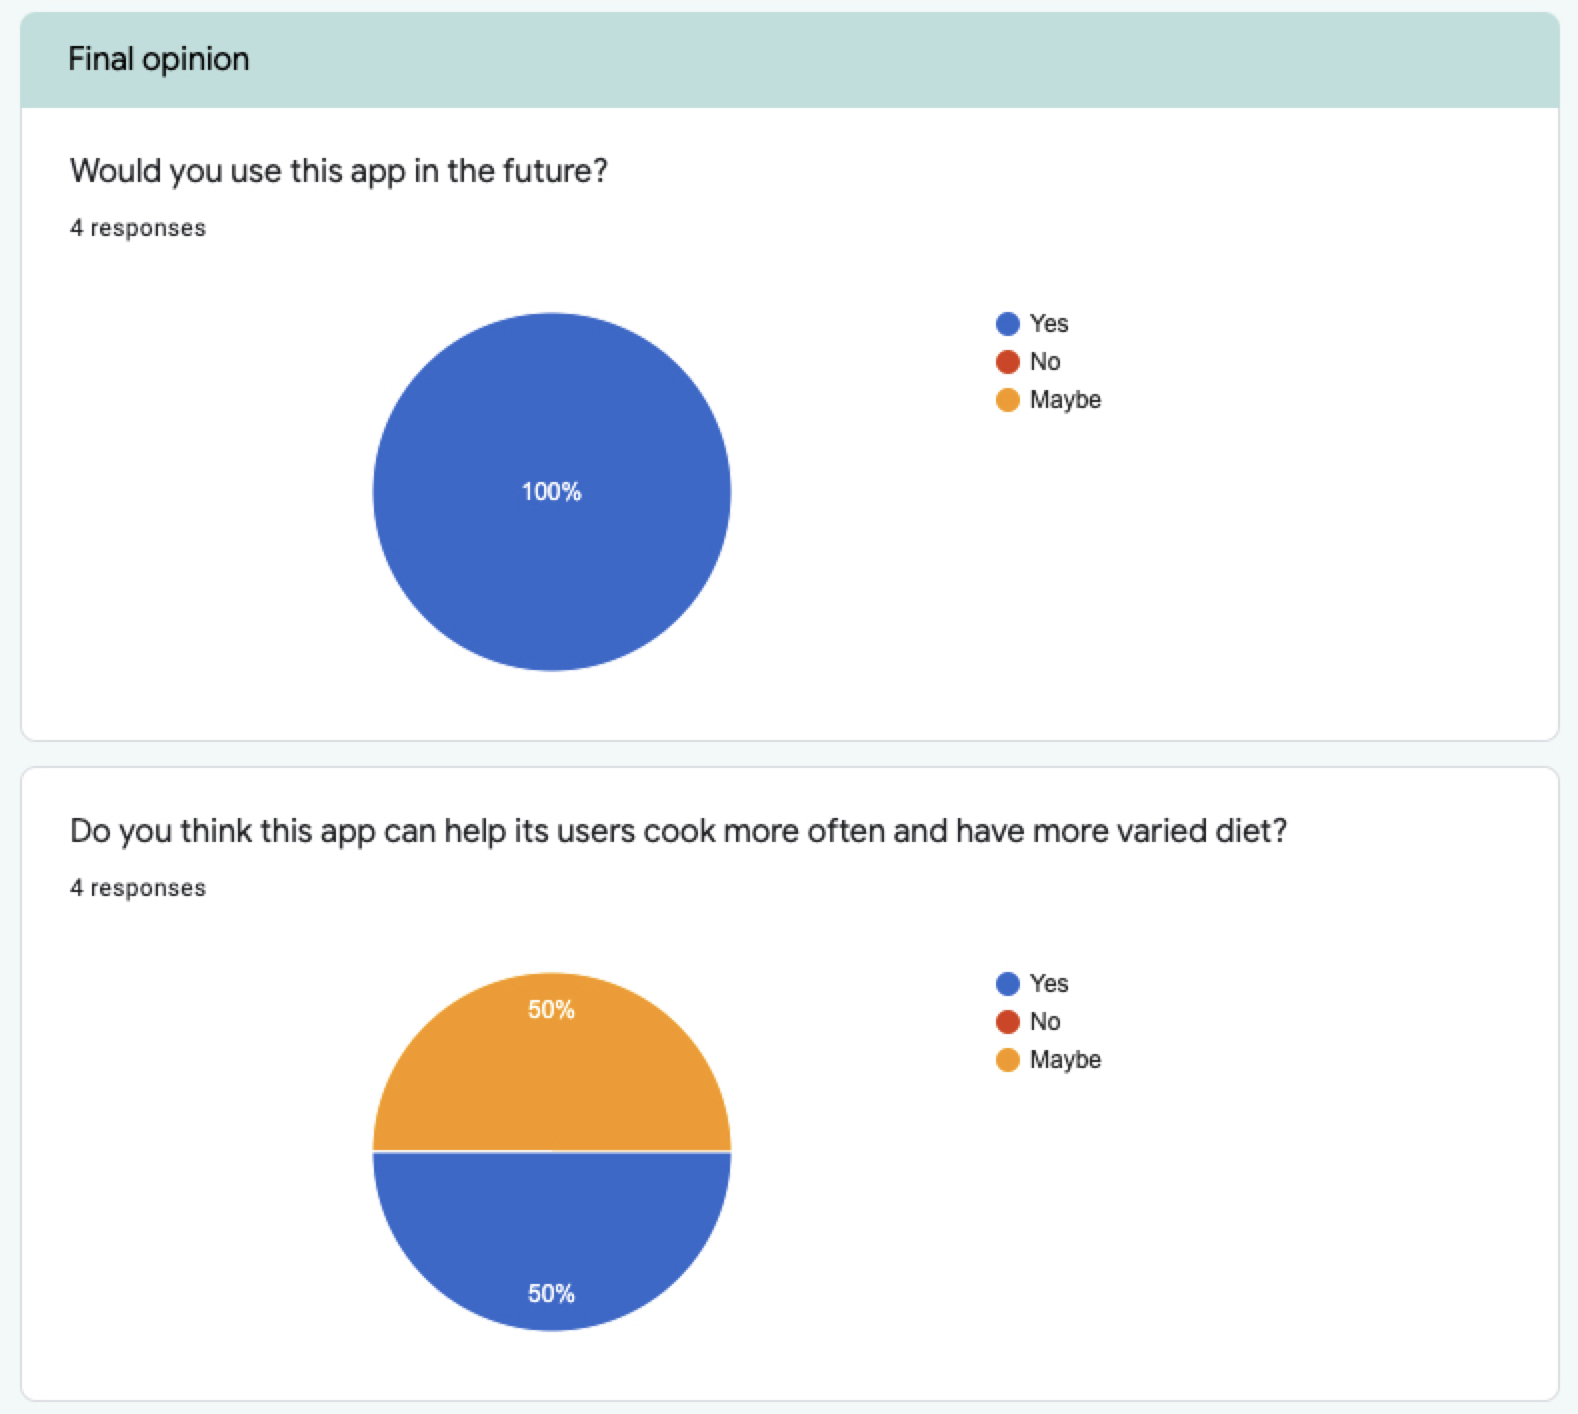 Final opinion
Would you use this app in the future?
4 responses
Yes
No
Maybe
100%
Do you think this app can help its users cook more often and have more varied diet?
4 responses
Yes
No
Maybe
50%
50%